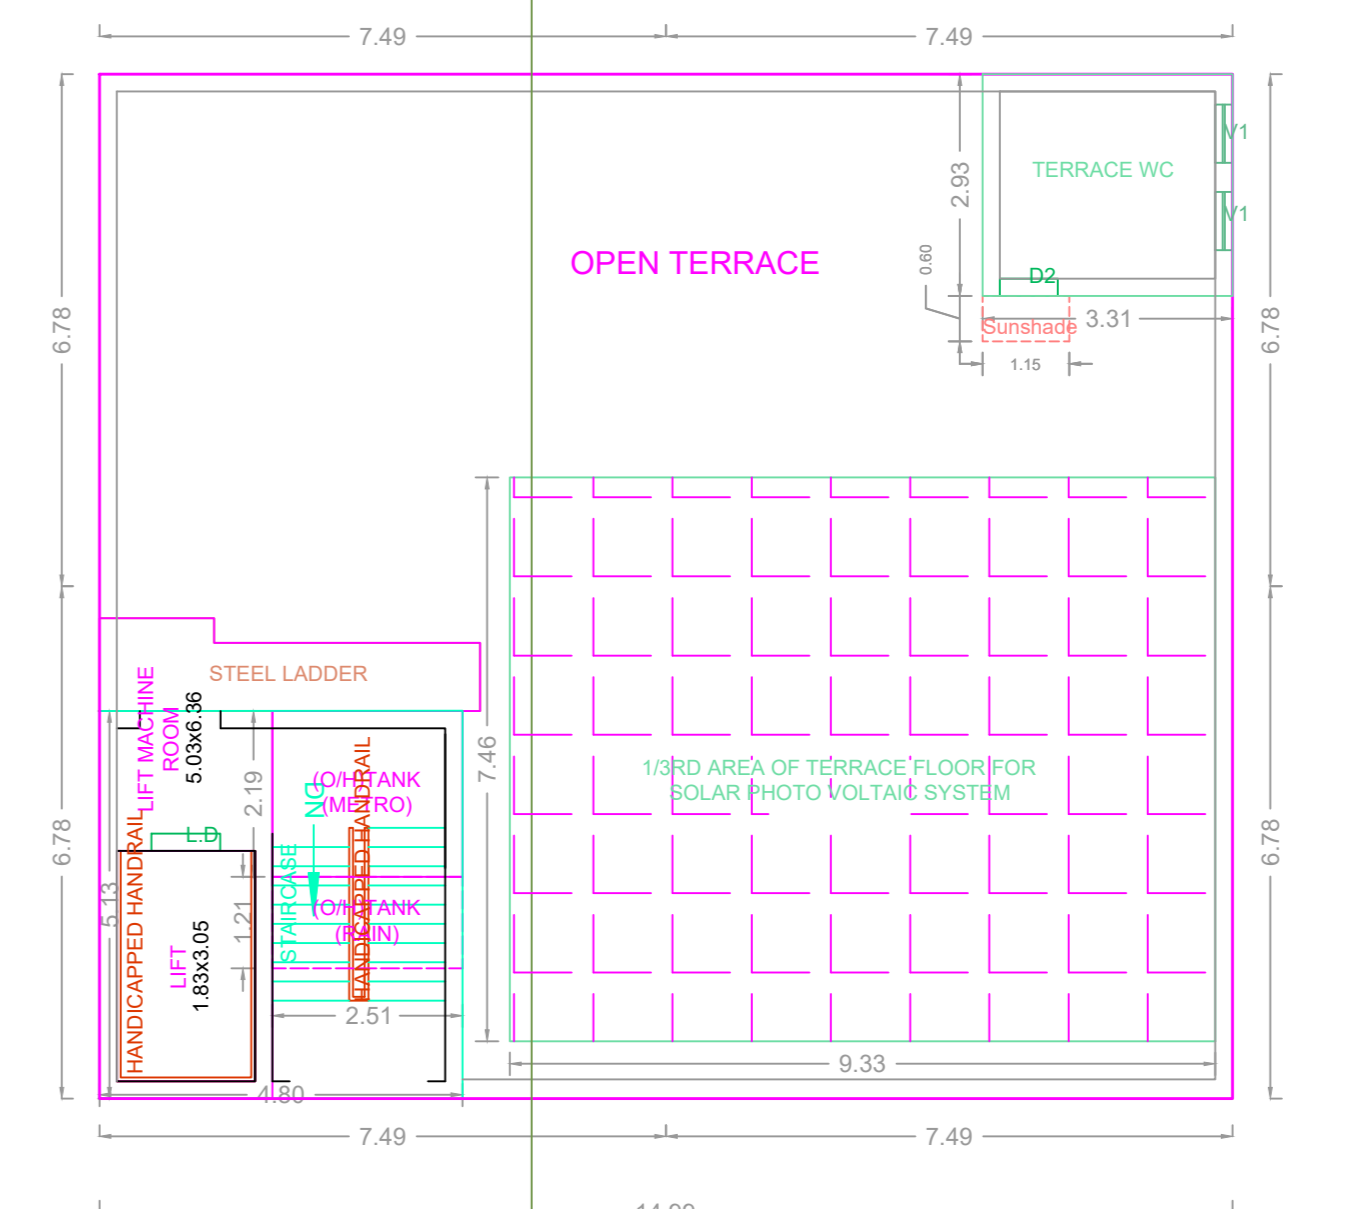 7.49
7.49
V1
TERRACE WC
2.93
V1
0.60
OPEN TERRACE
D2
6.78
3.31
6.78
Sunshade
1.15
STEEL LADDER
LIFT MACHINE
ROOM
5.03x6.36
2.19
7.46
(O/H TANK
(METRO)
DN
HANDICAPPED HANDRAIL
1/3RD AREA OF TERRACE FLOOR FOR
SOLAR PHOTO VOLTAIC SYSTEM
L.D
6.78
6.78
HANDICAPPED HANDRAIL
5.13
1.21
STAIRCASE
(O/H TANK
(RAIN)
LIFT
1.83x3.05
2.51
9.33
4.80
7.49
7.49